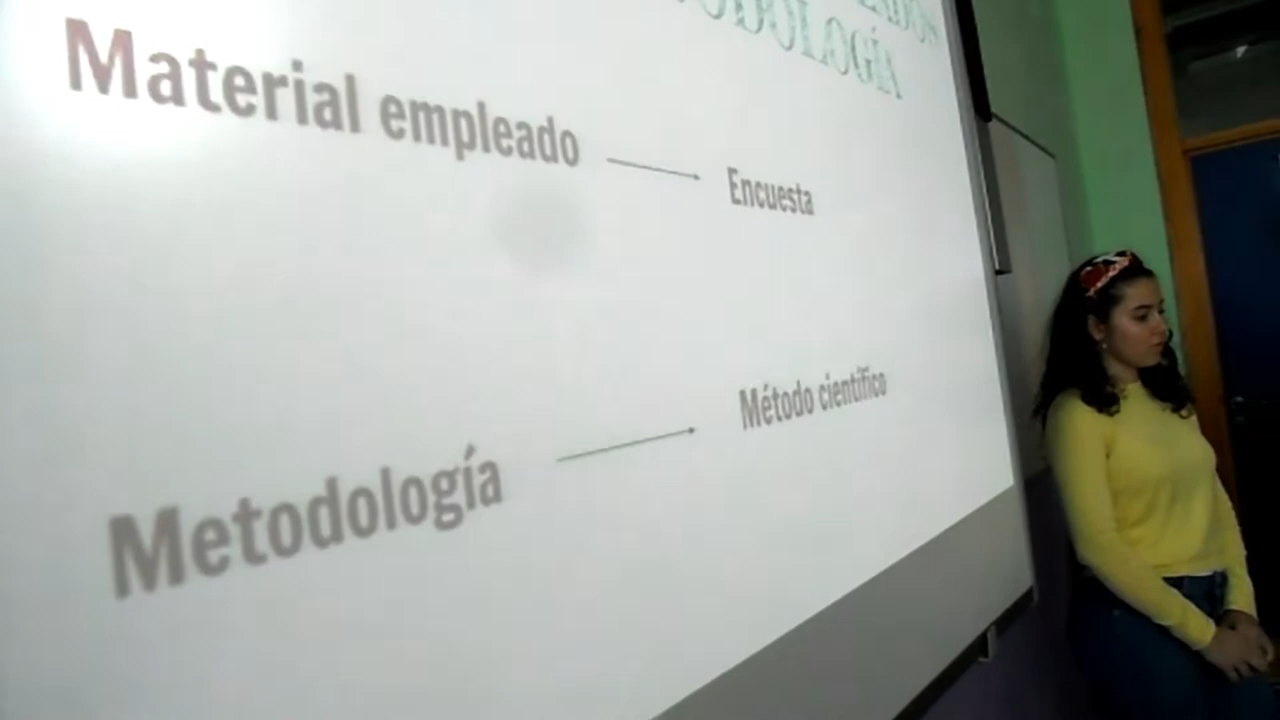 Material empleado
Encuesta
Metodología
Método científico